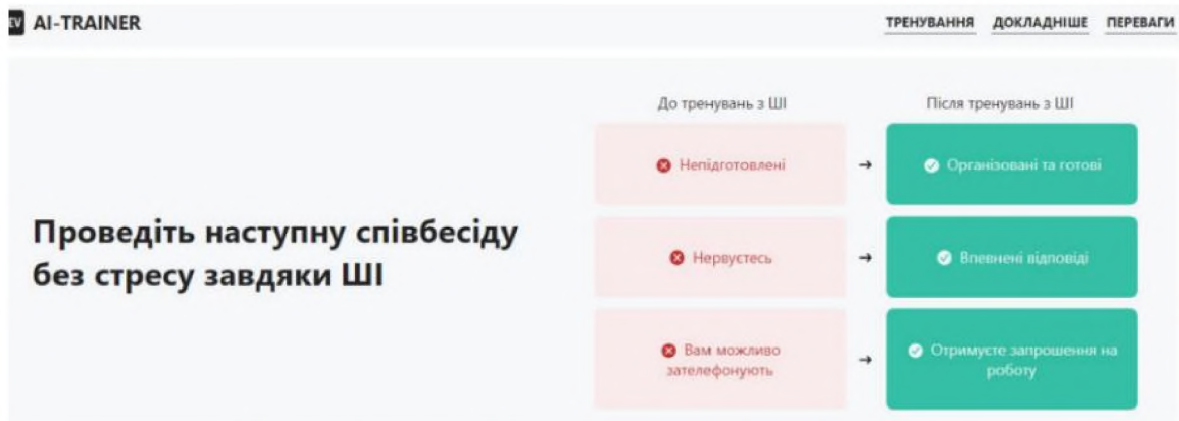 EV AI-TRAINER
ТРЕНУВАННЯ ДОКЛАДНІШЕ ПЕРЕВАГИ
До тренувань з ШІ
Після тренувань з ШІ
Непідготовлені
→
Організовані та готові
Проведіть наступну співбесіду
без стресу завдяки ШІ
Нервуєтесь
→
Впевнені відповіді
Вам можливо
зателефонують
→
Отримуєте запрошення на
роботу